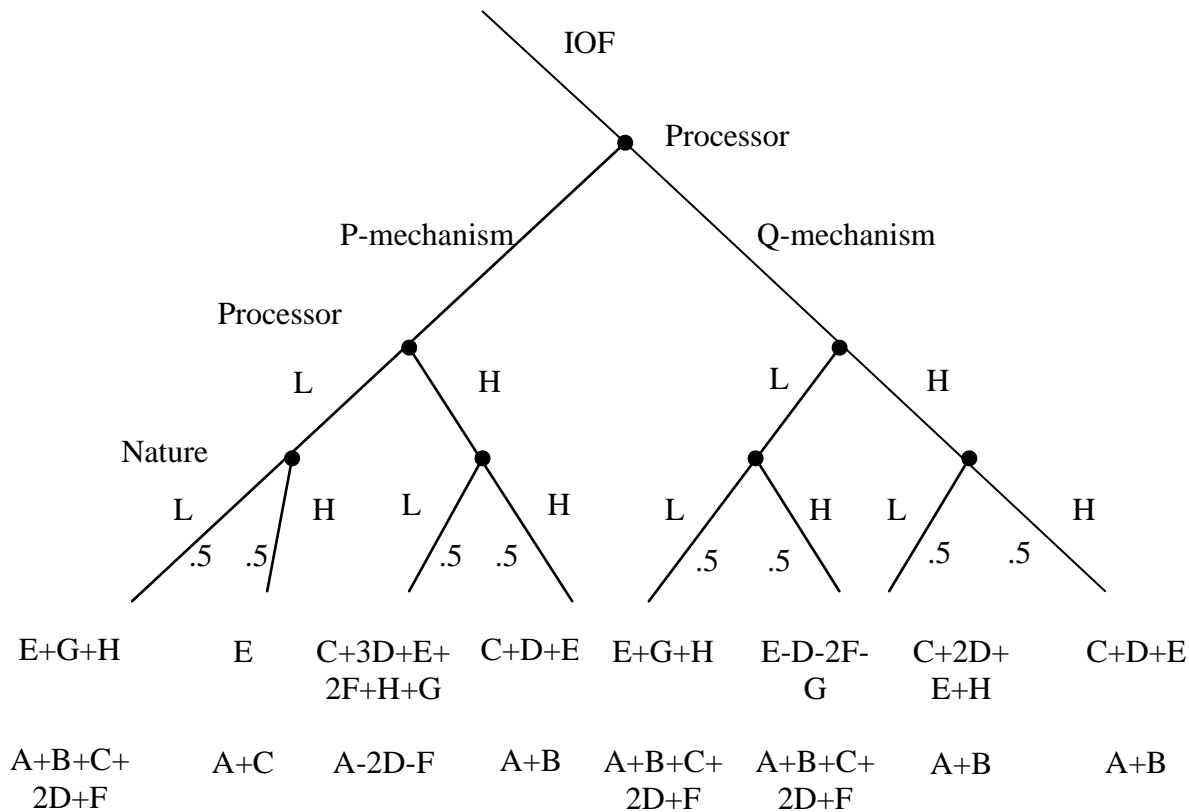 IOF
Processor
P-mechanism
Q-mechanism
Processor
L
H
L
H
Nature
L
H
L
H
L
H
L
H
.5
.5
.5
.5
.5
.5
.5
.5
E+G+H
E
C+3D+E+
2F+H+G
C+D+E
E+G+H
E-D-2F-
G
C+2D+
E+H
C+D+E
A+B+C+
2D+F
A+C
A-2D-F
A+B
A+B+C+
2D+F
A+B+C+
2D+F
A+B
A+B